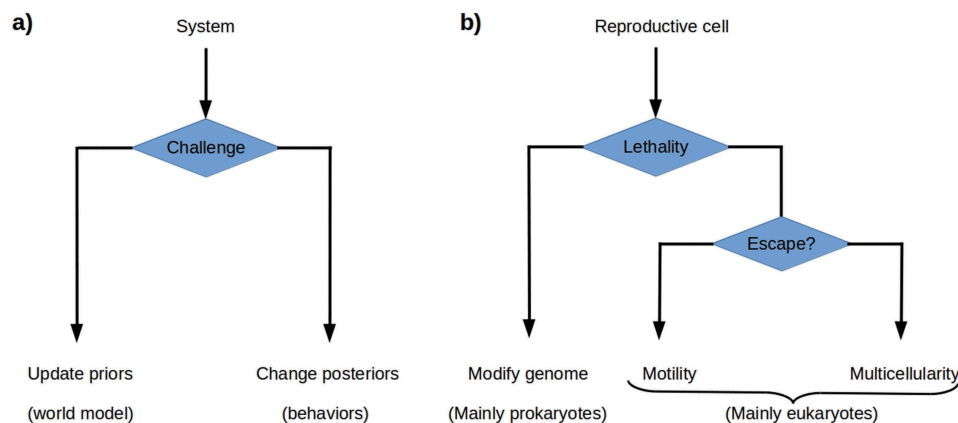 a)
System
Challenge
Update priors
(world model)
Change posteriors
(behaviors)
b)
Reproductive cell
Lethality
Escape?
Modify genome
(Mainly prokaryotes)
Motility
Multicellularity
(Mainly eukaryotes)